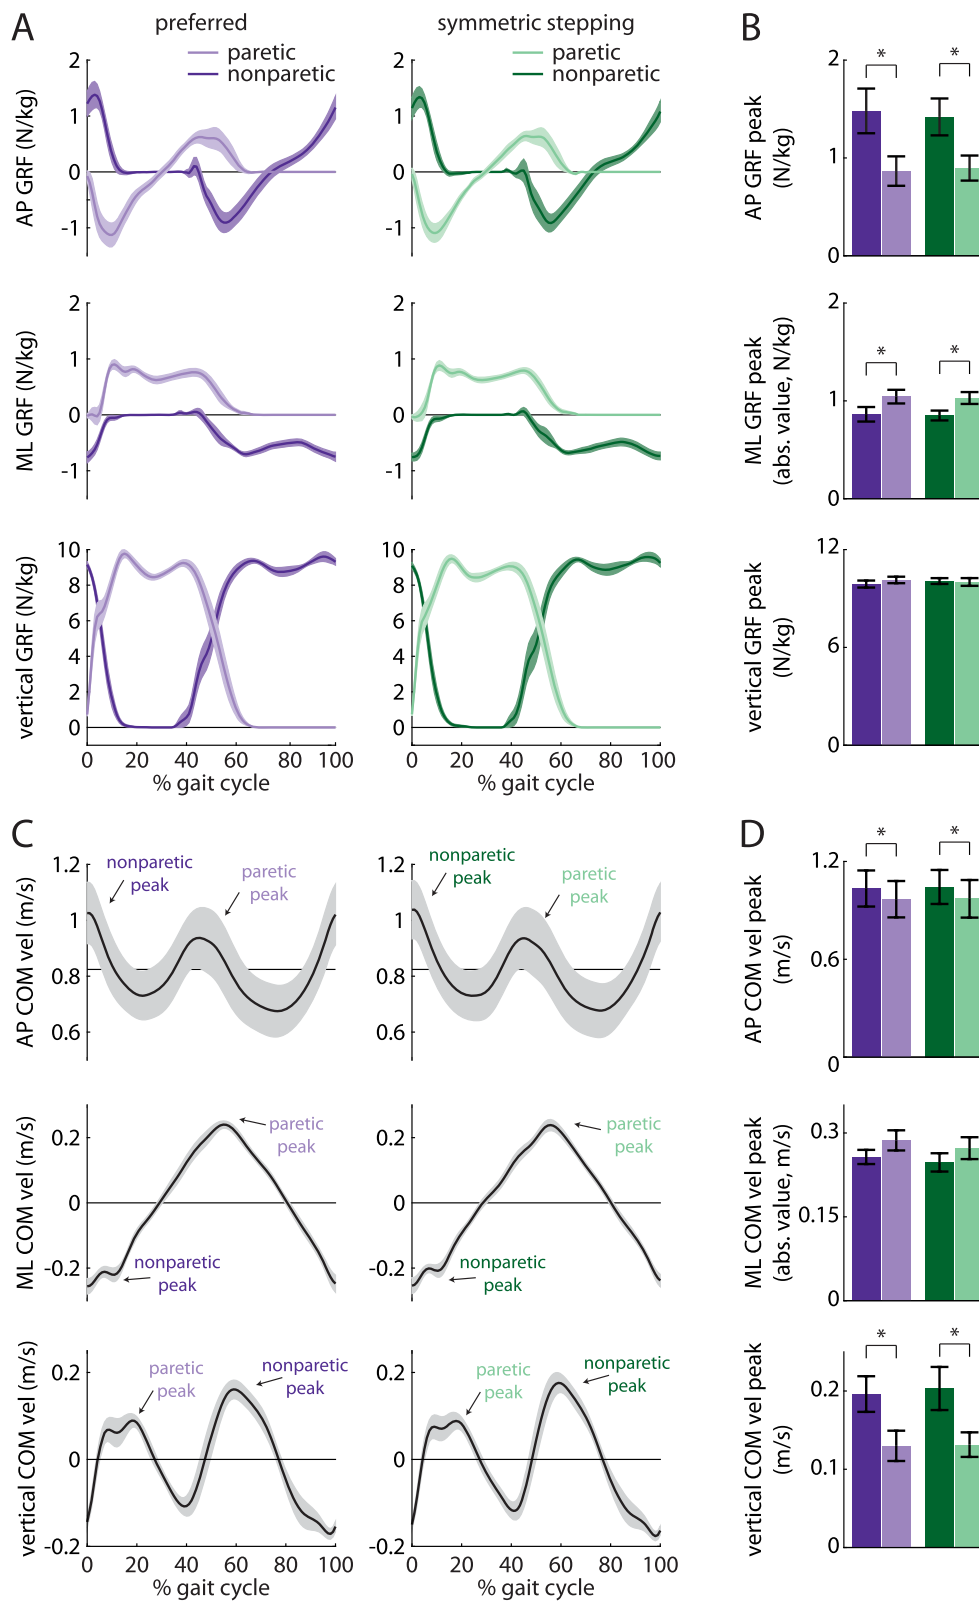 A
preferred
symmetric stepping
B
paretic
nonparetic
paretic
nonparetic
AP GRF (N/kg)
2
1
0
-1
AP GRF peak
(N/kg)
2
1
0
*
*
ML GRF (N/kg)
2
1
0
-1
2
1
0
-1
ML GRF peak
(abs. value, N/kg)
2
1
0
*
*
vertical GRF (N/kg)
10
8
6
4
2
0
10
8
6
4
2
0
vertical GRF peak
(N/kg)
12
6
0
0 20 40 60 80 100
% gait cycle
0 20 40 60 80 100
% gait cycle
C
D
AP COM vel (m/s)
1.2
1
0.8
0.6
nonparetic
peak
paretic
peak
1.2
1
0.8
0.6
nonparetic
peak
paretic
peak
AP COM vel peak
(m/s)
1.2
0.6
0
*
*
ML COM vel (m/s)
0.2
0
-0.2
paretic
peak
nonparetic
peak
0.2
0
-0.2
paretic
peak
nonparetic
peak
ML COM vel peak
(abs. value, m/s)
0.3
0.15
0
vertical COM vel (m/s)
0.2
0
-0.2
paretic
peak
nonparetic
peak
0.2
0
-0.2
paretic
peak
nonparetic
peak
vertical COM vel peak
(m/s)
0.2
0.1
0
*
*
0 20 40 60 80 100
% gait cycle
0 20 40 60 80 100
% gait cycle